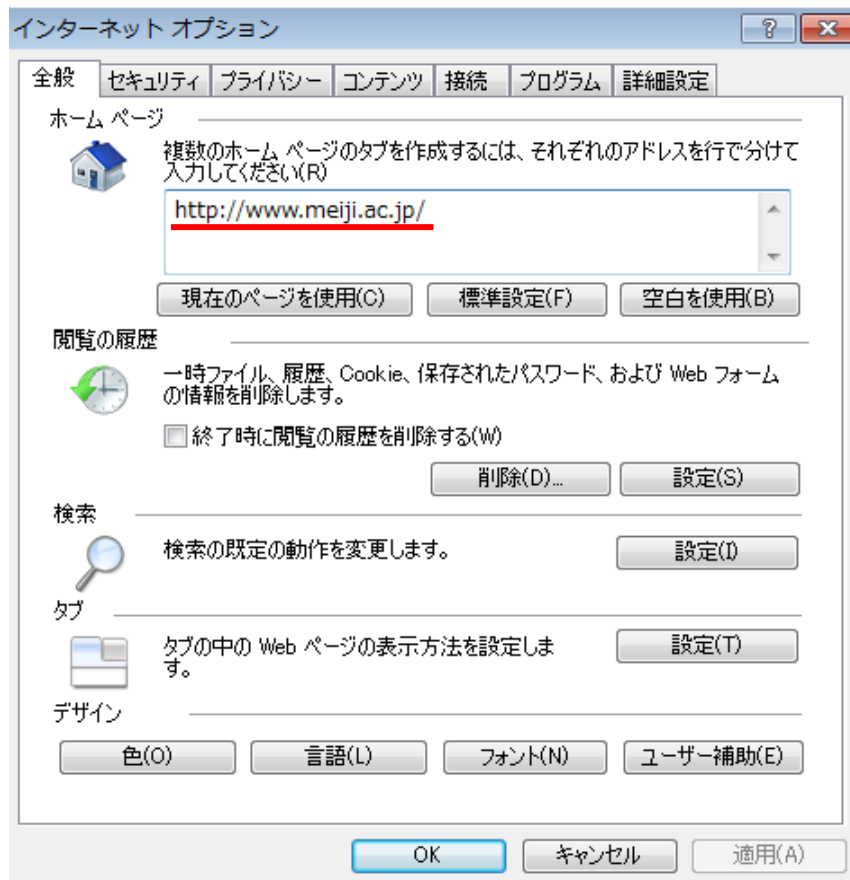 インターネット オプション
全般 セキュリティ プライバシー コンテンツ 接続 プログラム 詳細設定
ホーム ページ
複数のホーム ページのタブを作成するには、それぞれのアドレスを行で分けて
入力してください(R)
http://www.meiji.ac.jp/
現在のページを使用(C) 標準設定(F) 空白を使用(B)
閲覧の履歴
一時ファイル、履歴、Cookie、保存されたパスワード、および Web フォーム
の情報を削除します。
終了時に閲覧の履歴を削除する(W)
削除(D)... 設定(S)
検索
検索の既定の動作を変更します。 設定(I)
タブ
タブの中の Web ページの表示方法を設定しま 設定(T)
す。
デザイン
色(O) 言語(L) フォント(N) ユーザー補助(E)
OK キャンセル 適用(A)